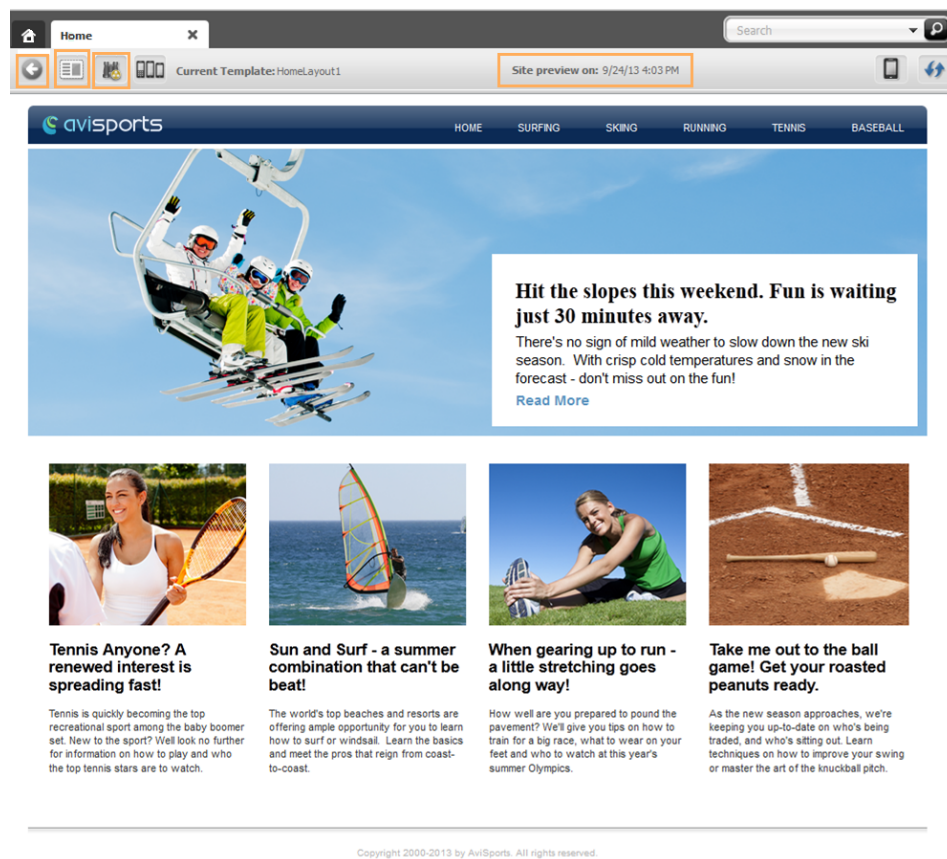 Home
Search
Current Template: HomeLayout1
Site preview on: 9/24/13 4:03 PM
avisports
HOME SURFING SKIING RUNNING TENNIS BASEBALL
Hit the slopes this weekend. Fun is waiting
just 30 minutes away.
There's no sign of mild weather to slow down the new ski
season. With crisp cold temperatures and snow in the
forecast - don't miss out on the fun!
Read More
Tennis Anyone? A
renewed interest is
spreading fast!
Tennis is quickly becoming the top
recreational sport among the baby boomer
set. New to the sport? Well look no further
for information on how to play and who
the top tennis stars are to watch.
Sun and Surf - a summer
combination that can't be
beat!
The world's top beaches and resorts are
offering ample opportunity for you to learn
how to surf or windsail. Learn the basics
and meet the pros that reign from coast-
to-coast.
When gearing up to run -
a little stretching goes
along way!
How well are you prepared to pound the
pavement? We'll give you tips on how to
train for a big race, what to wear on your
feet and who to watch at this year's
summer Olympics.
Take me out to the ball
game! Get your roasted
peanuts ready.
As the new season approaches, we're
keeping you up-to-date on who's being
traded, and who's sitting out. Learn
techniques on how to improve your swing
or master the art of the knuckball pitch.
Copyright 2000-2013 by AviSports. All rights reserved.